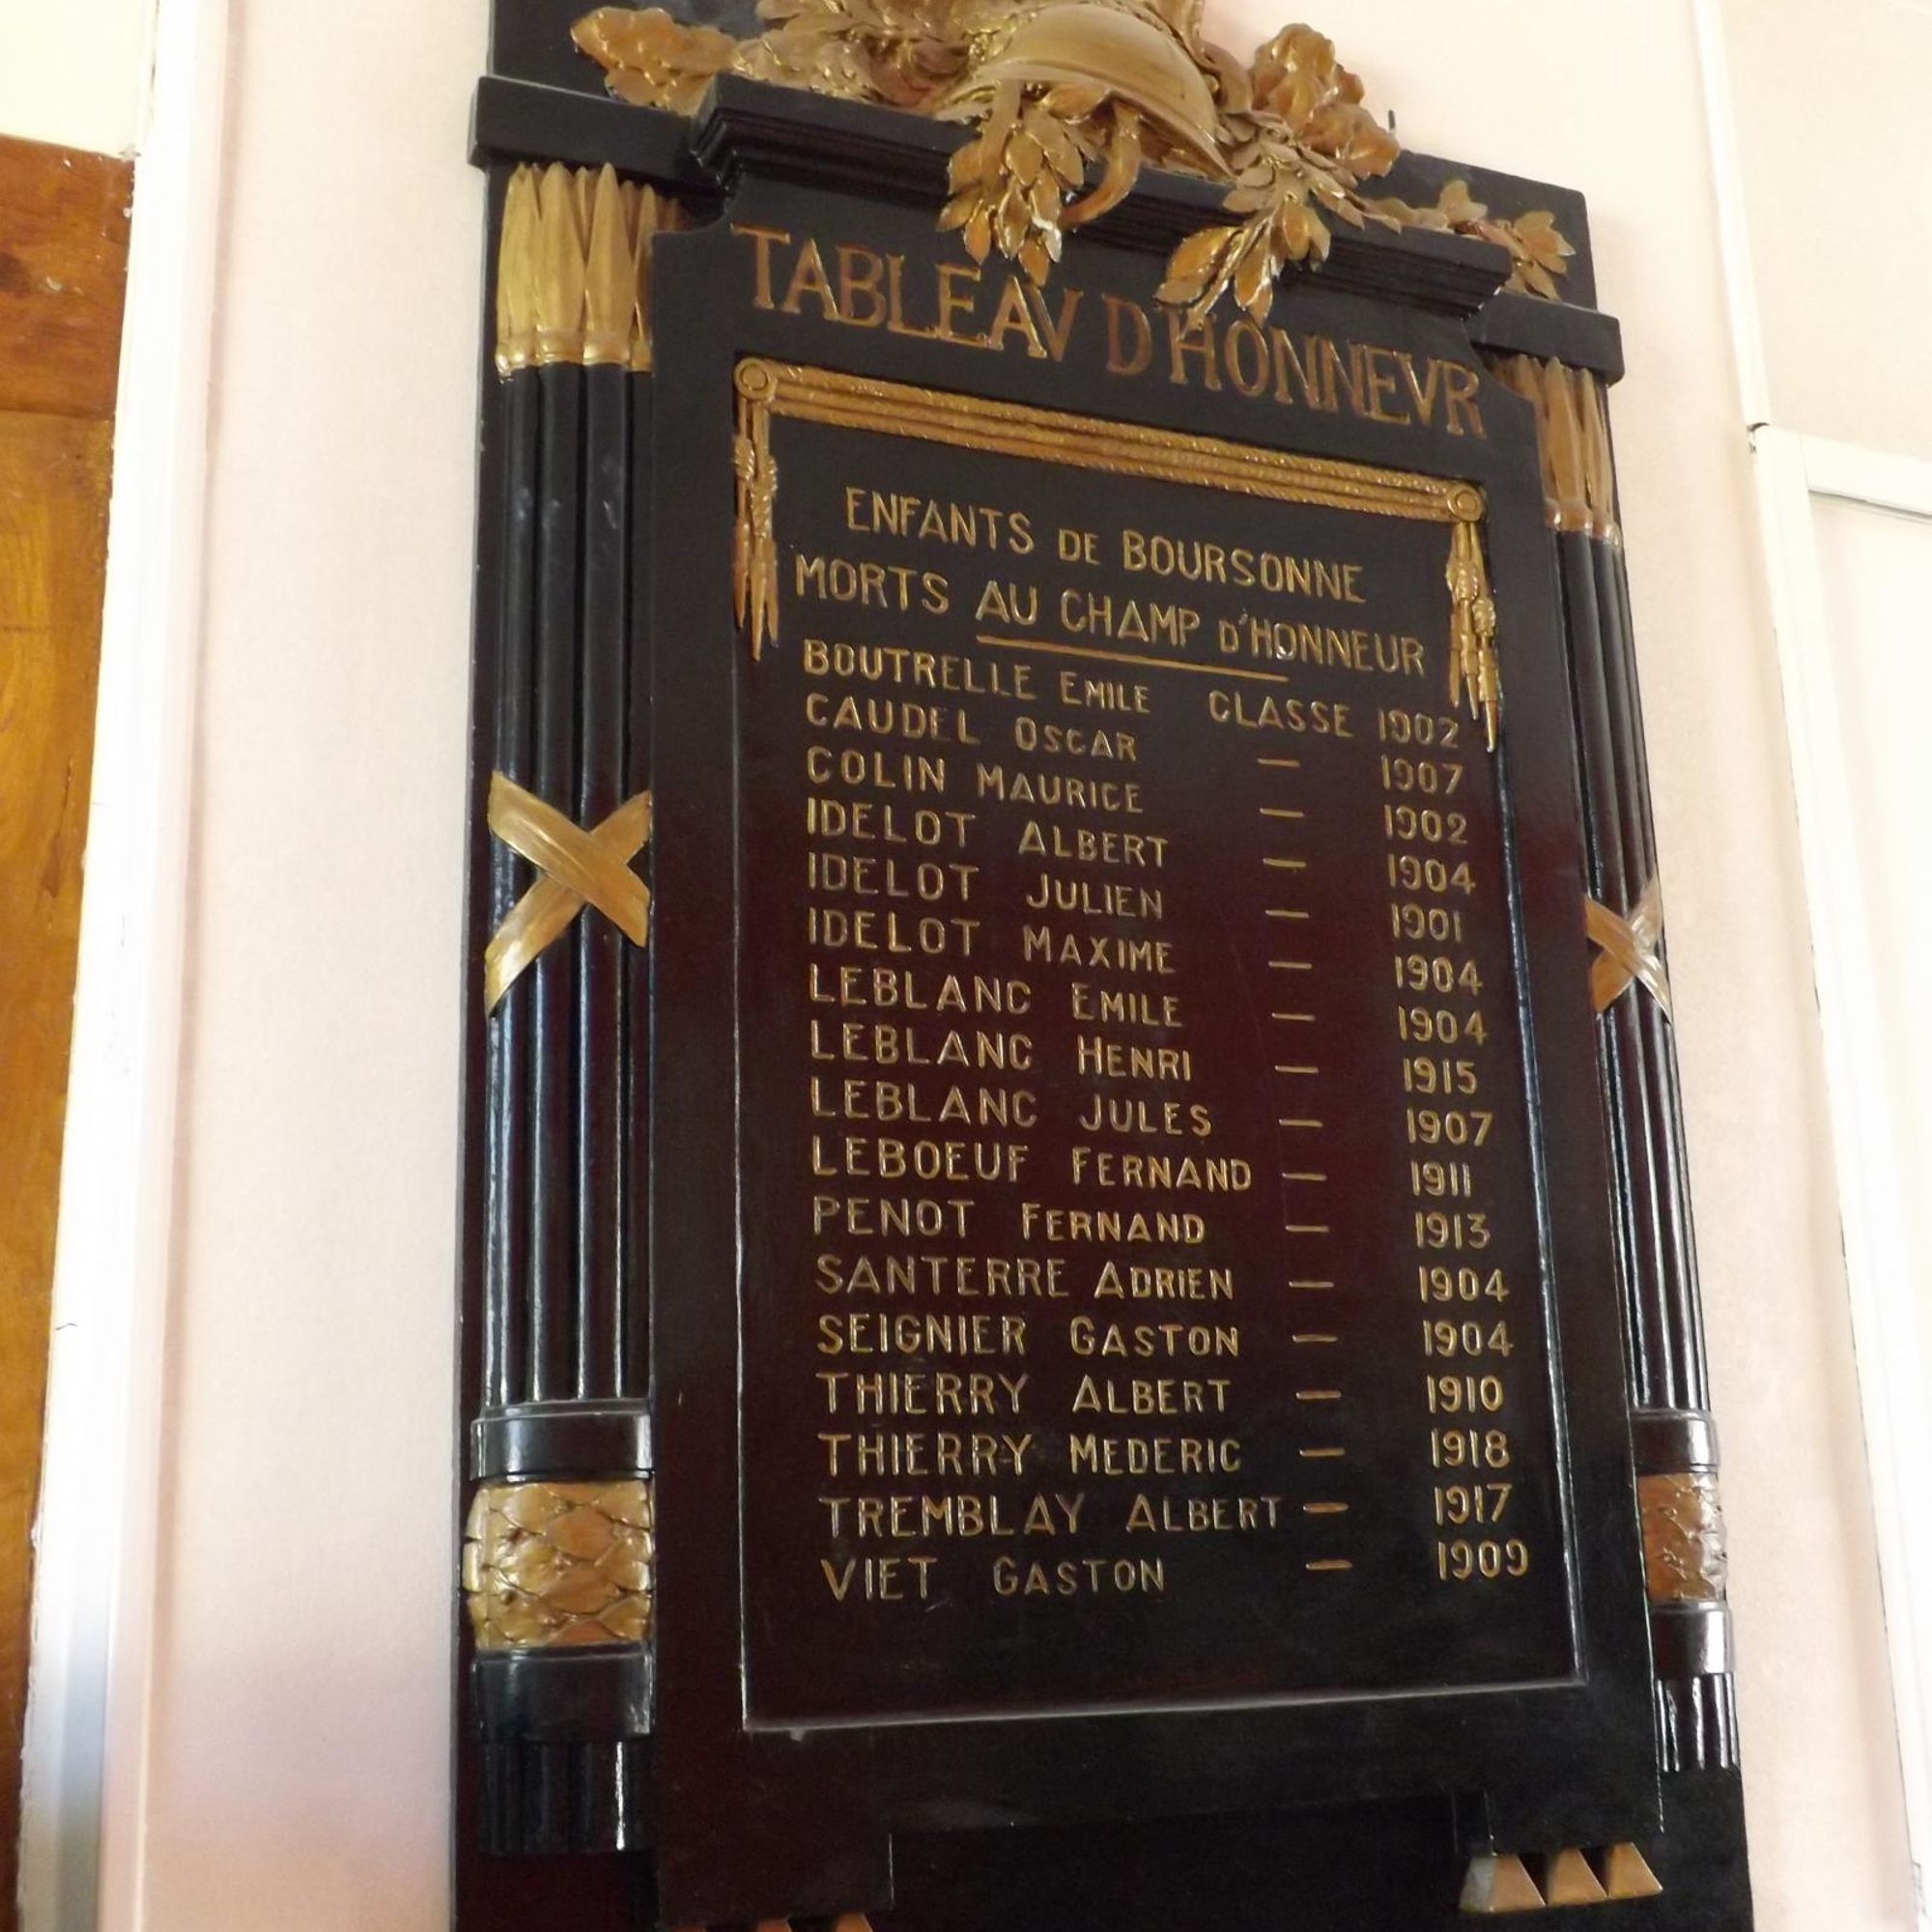 TABLEAV D'HONNEVR
ENFANTS DE BOURSONNE
MORTS AU CHAMP D'HONNEUR
BOUTRELLE EMILE CLASSE 1902
CAUDEL OSCAR — 1907
COLIN MAURICE — 1902
IDELOT ALBERT — 1904
IDELOT JULIEN — 1901
IDELOT MAXIME — 1904
LEBLANC EMILE — 1904
LEBLANC HENRI — 1915
LEBLANC JULES — 1907
LEBOEUF FERNAND — 1911
PENOT FERNAND — 1913
SANTERRE ADRIEN — 1904
SEIGNIER GASTON — 1904
THIERRY ALBERT — 1910
THIERRY MEDERIC — 1918
TREMBLAY ALBERT — 1917
VIET GASTON — 1909